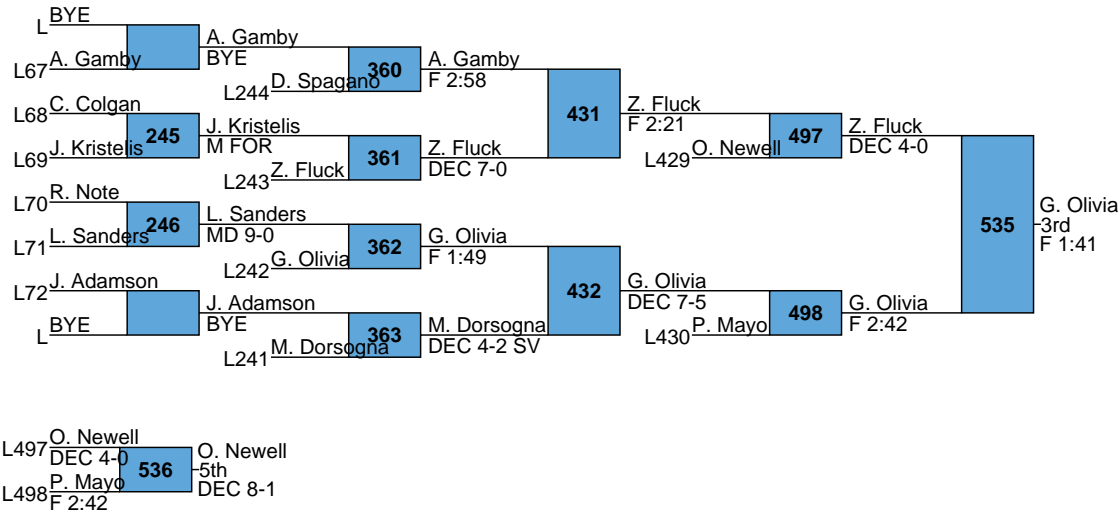 BYE
L
A. Gamby
BYE
L67 A. Gamby
360
A. Gamby
F 2:58
L244 D. Spagano
L68 C. Colgan
245
J. Kristelis
M FOR
L69 J. Kristelis
361
Z. Fluck
DEC 7-0
L243 Z. Fluck
431
Z. Fluck
F 2:21
L429 O. Newell
497
Z. Fluck
DEC 4-0
L70 R. Note
246
L. Sanders
MD 9-0
L71 L. Sanders
362
G. Olivia
F 1:49
L242 G. Olivia
L72 J. Adamson
J. Adamson
BYE
L BYE
363
M. Dorsogna
DEC 4-2 SV
L241 M. Dorsogna
432
G. Olivia
DEC 7-5
L430 P. Mayo
498
G. Olivia
F 2:42
535
G. Olivia
3rd
F 1:41
L497 O. Newell
DEC 4-0
536
O. Newell
5th
DEC 8-1
L498 P. Mayo
F 2:42